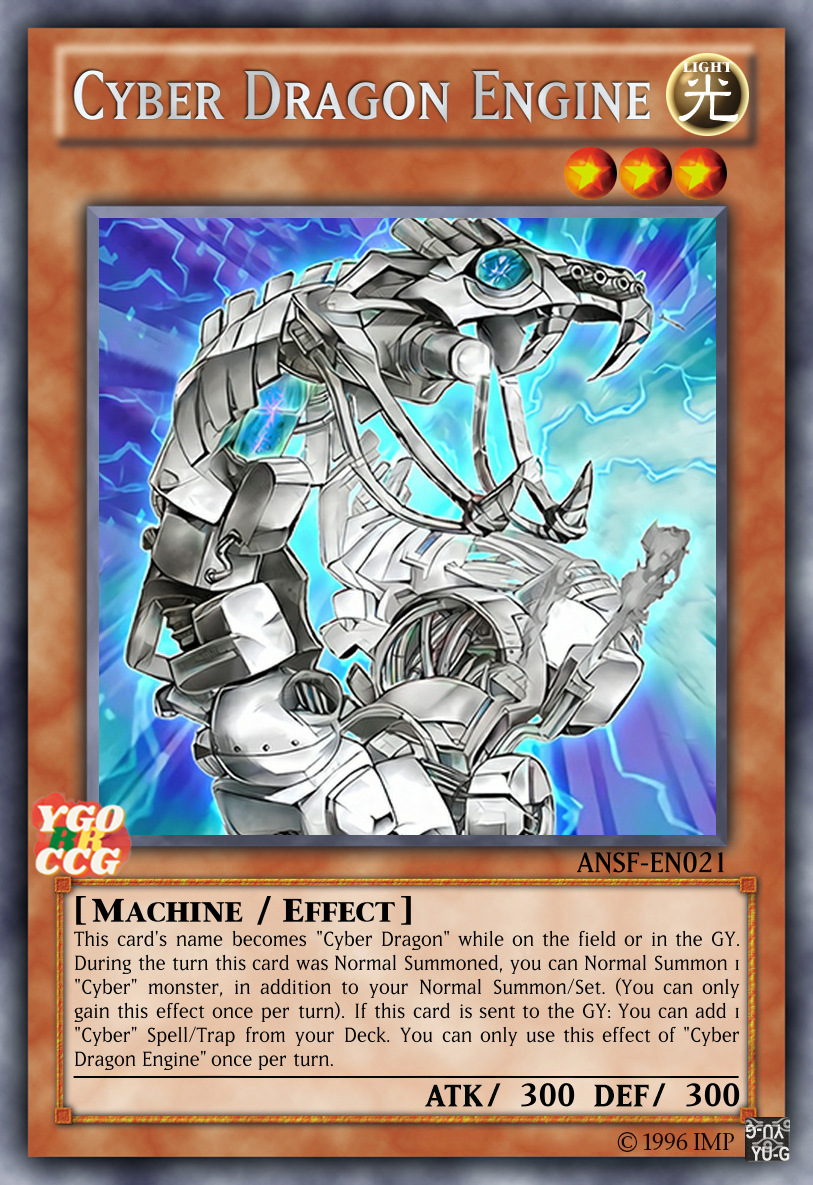 CYBER DRAGON ENGINE
LIGHT
光
YGO
RR
CCG
ANSF-EN021
[ MACHINE / EFFECT ]
This card's name becomes "Cyber Dragon" while on the field or in the GY.
During the turn this card was Normal Summoned, you can Normal Summon 1
"Cyber" monster, in addition to your Normal Summon/Set. (You can only
gain this effect once per turn). If this card is sent to the GY: You can add 1
"Cyber" Spell/Trap from your Deck. You can only use this effect of "Cyber
Dragon Engine" once per turn.
ATK/ 300 DEF/ 300
© 1996 IMP
YU-G